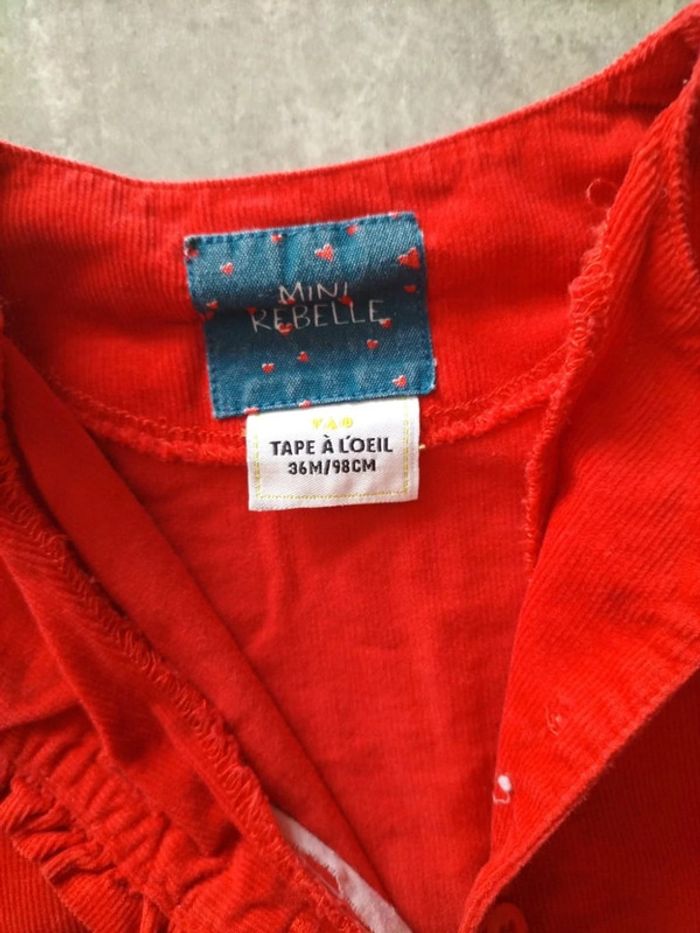 MINI
REBELLE
T.A.O
TAPE À L'OEIL
36M/98CM